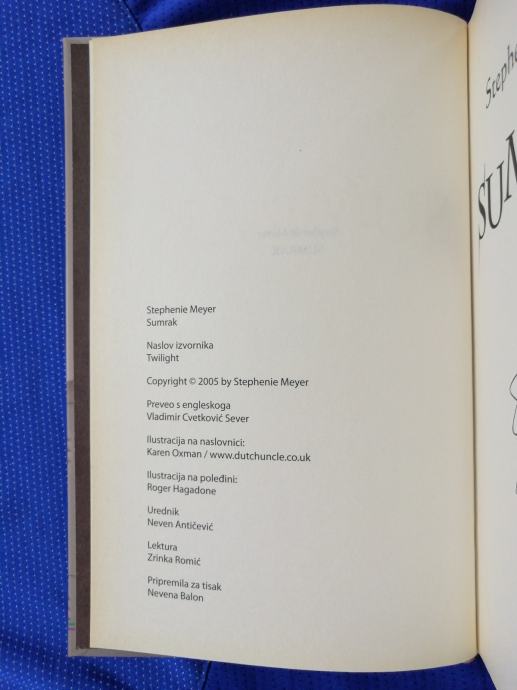 Stephenie Meyer
Sumrak
Naslov izvornika
Twilight
Copyright © 2005 by Stephenie Meyer
Preveo s engleskoga
Vladimir Cvetković Sever
Ilustracija na naslovnici:
Karen Oxman / www.dutchuncle.co.uk
Ilustracija na poleđini:
Roger Hagadone
Urednik
Neven Antičević
Lektura
Zrinka Romić
Pripremila za tisak
Nevena Balon